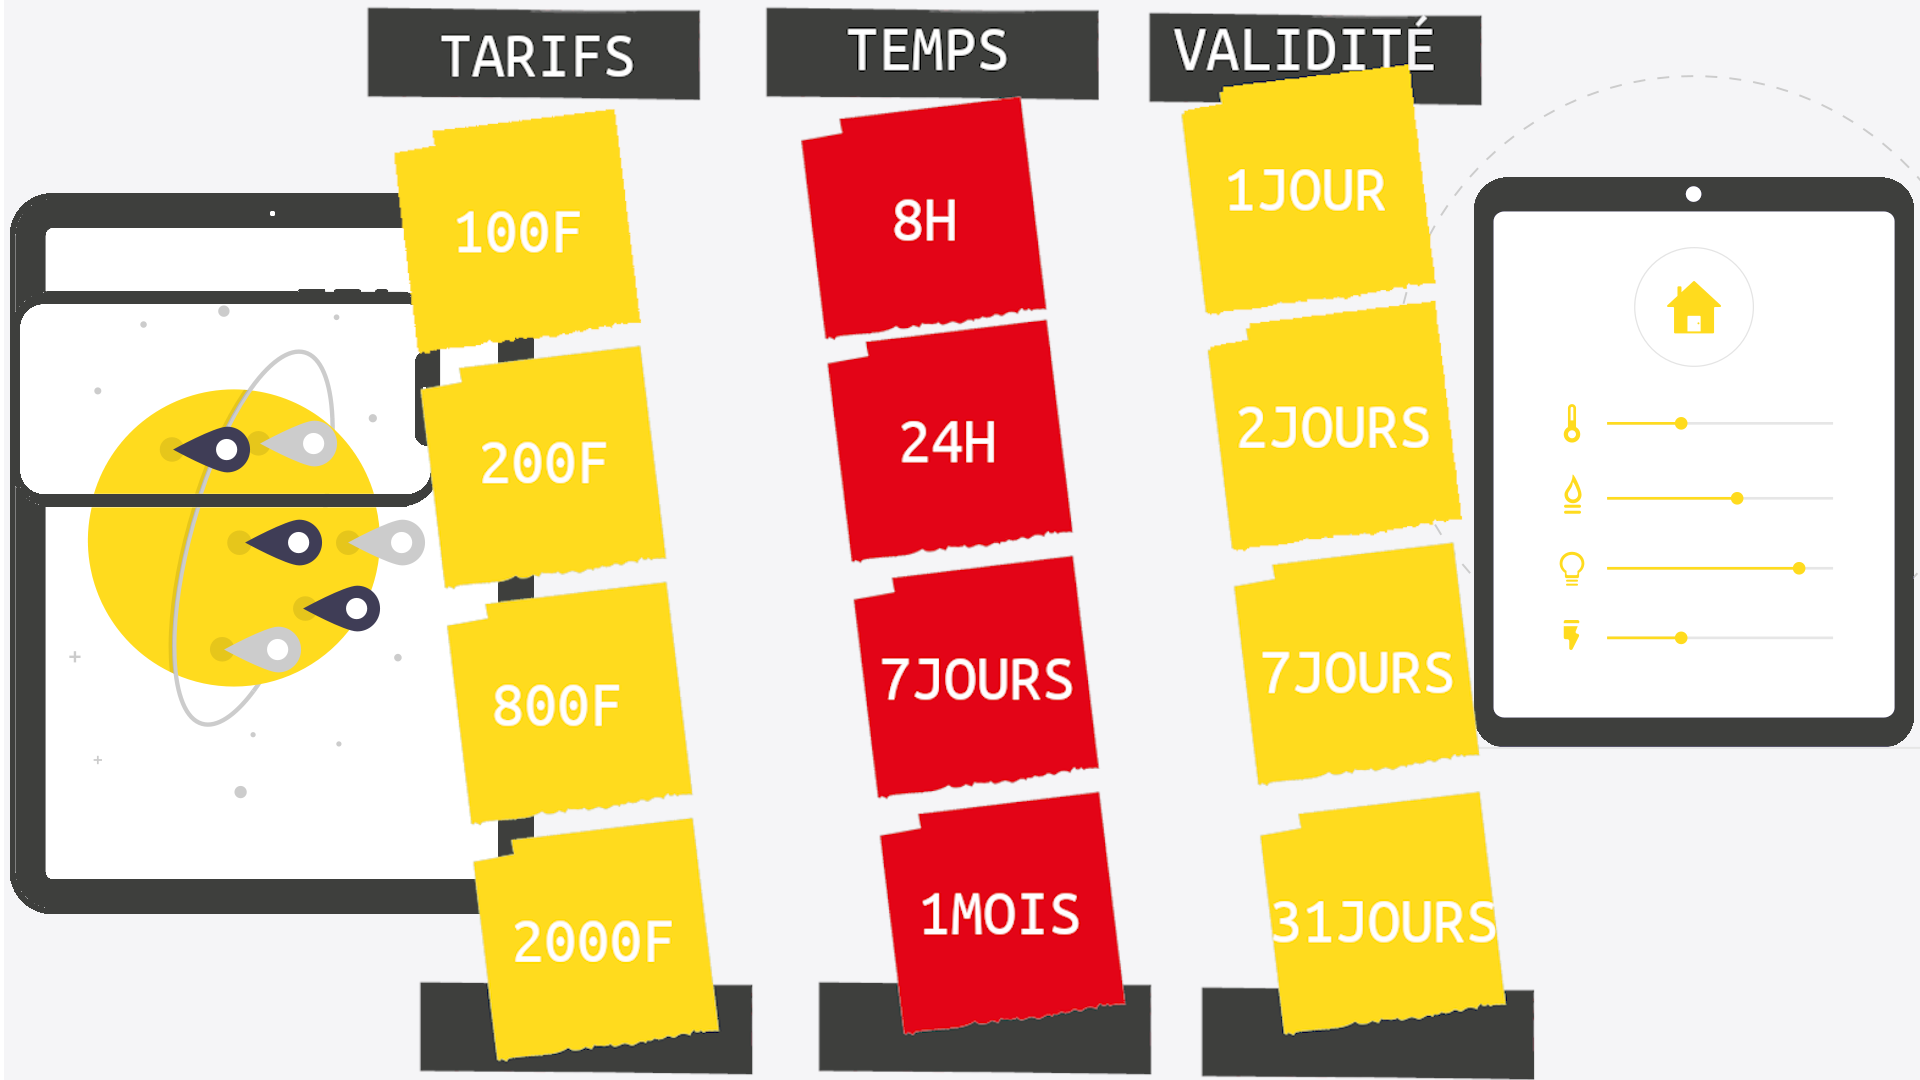 TARIFS TEMPS VALIDITÉ
100F 8H 1JOUR
200F 24H 2JOURS
800F 7JOURS 7JOURS
2000F 1MOIS 31JOURS